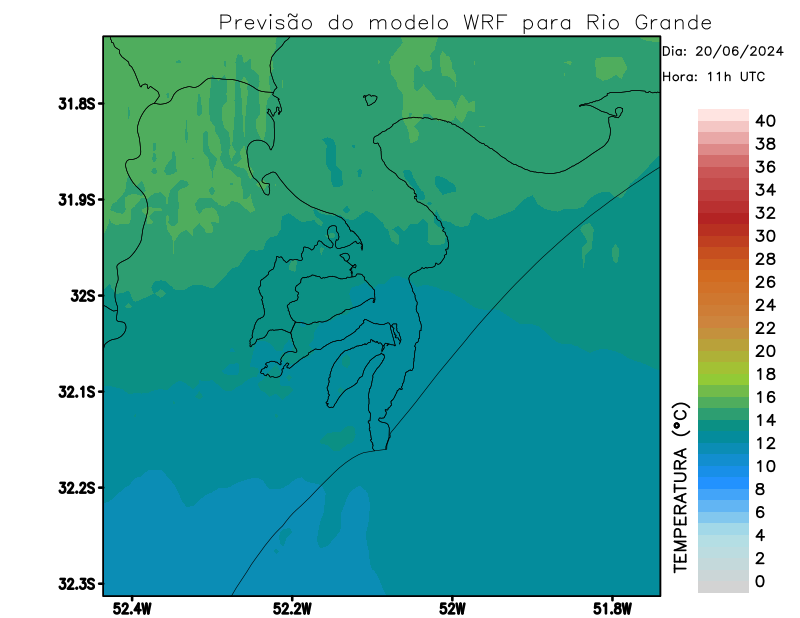 Previsão do modelo WRF para Rio Grande
Dia: 20/06/2024
Hora: 11h UTC
31.8S
31.9S
32S
32.1S
32.2S
32.3S
52.4W
52.2W
52W
51.8W
TEMPERATURA (°C)
40
38
36
34
32
30
28
26
24
22
20
18
16
14
12
10
8
6
4
2
0